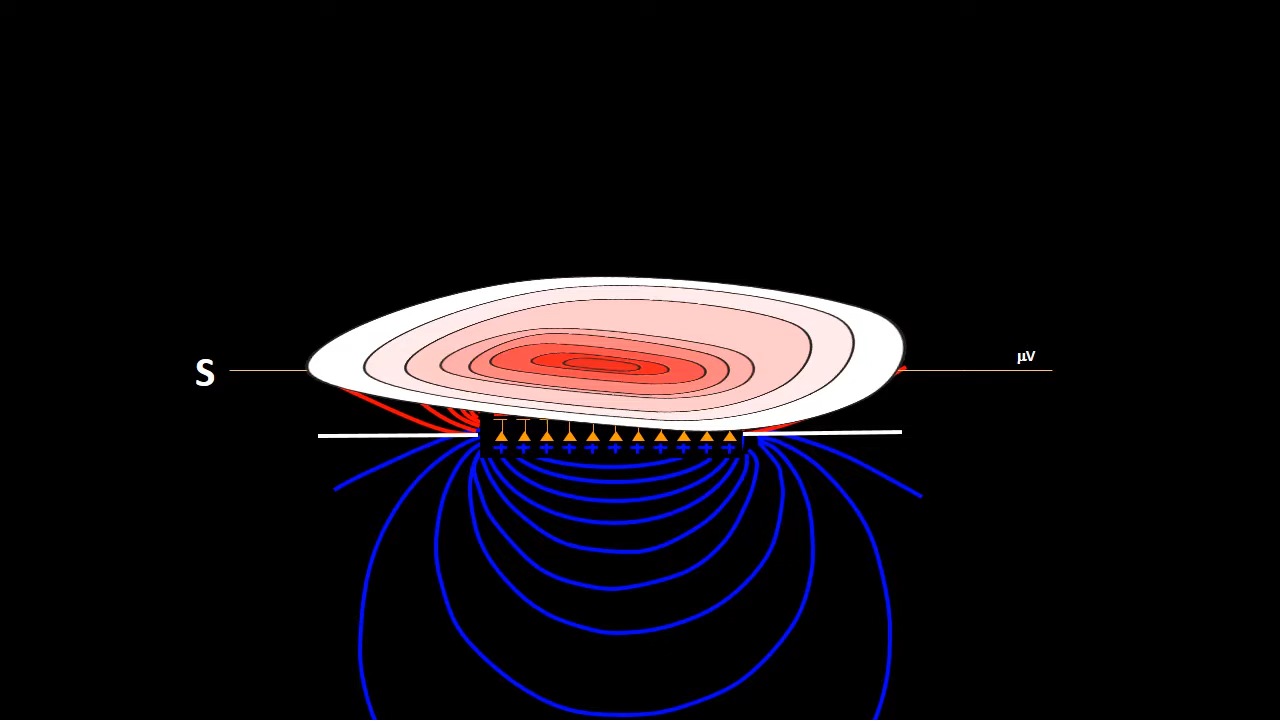 S
μV
+ + + + + + + + + + +